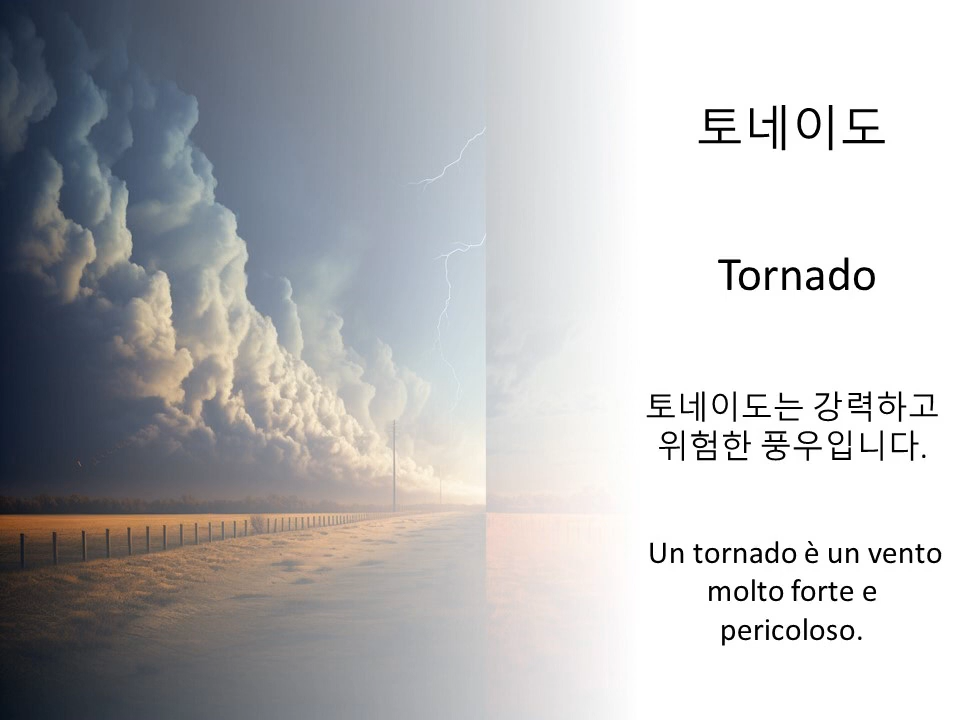 토네이도
Tornado
토네이도는 강력하고
위험한 풍우입니다.
Un tornado è un vento
molto forte e
pericoloso.